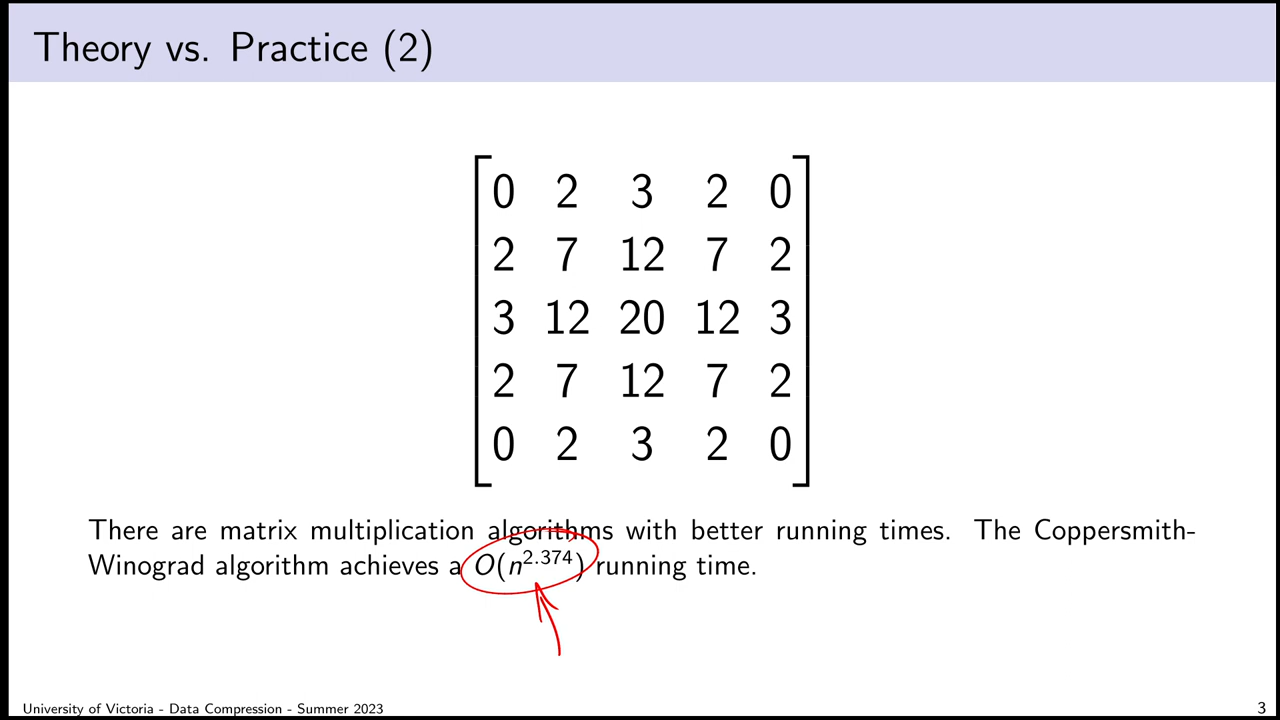 Theory vs. Practice (2)
0 2 3 2 0
2 7 12 7 2
3 12 20 12 3
2 7 12 7 2
0 2 3 2 0
There are matrix multiplication algorithms with better running times. The Coppersmith-
Winograd algorithm achieves a O(n^2.374) running time.
University of Victoria - Data Compression - Summer 2023
3